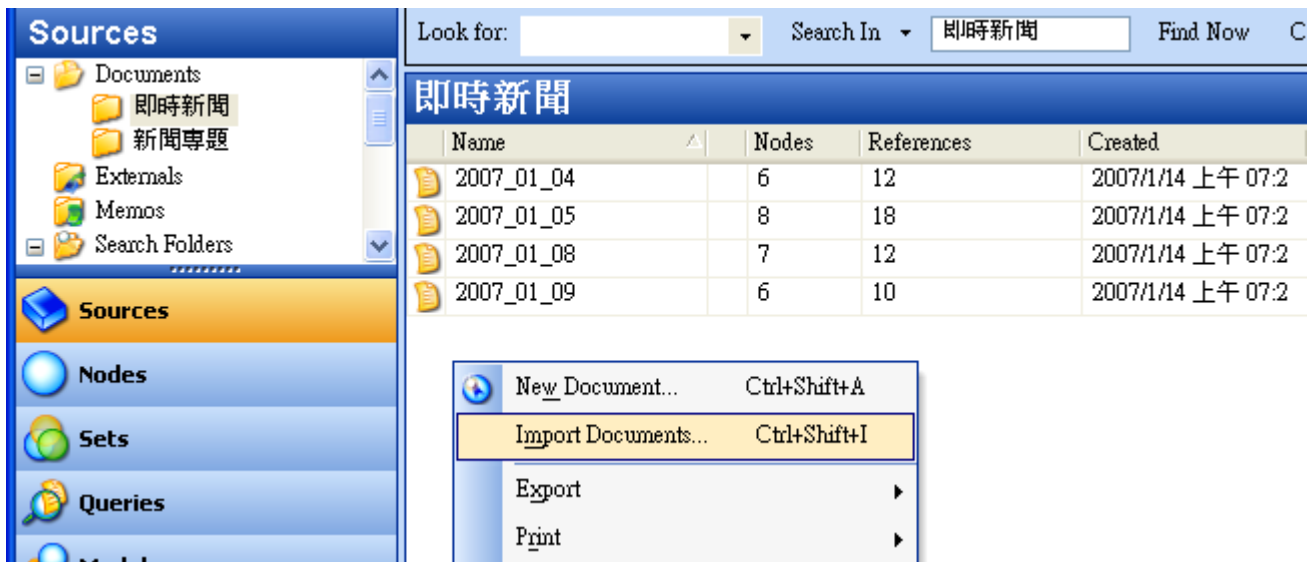 Sources
Documents
即時新聞
新聞專題
Externals
Memos
Search Folders
Sources
Nodes
Sets
Queries
Look for: Search In 即時新聞 Find Now C
即時新聞
Name Nodes References Created
2007_01_04 6 12 2007/1/14 上午 07:2
2007_01_05 8 18 2007/1/14 上午 07:2
2007_01_08 7 12 2007/1/14 上午 07:2
2007_01_09 6 10 2007/1/14 上午 07:2
New Document... Ctrl+Shift+A
Import Documents... Ctrl+Shift+I
Export
Print